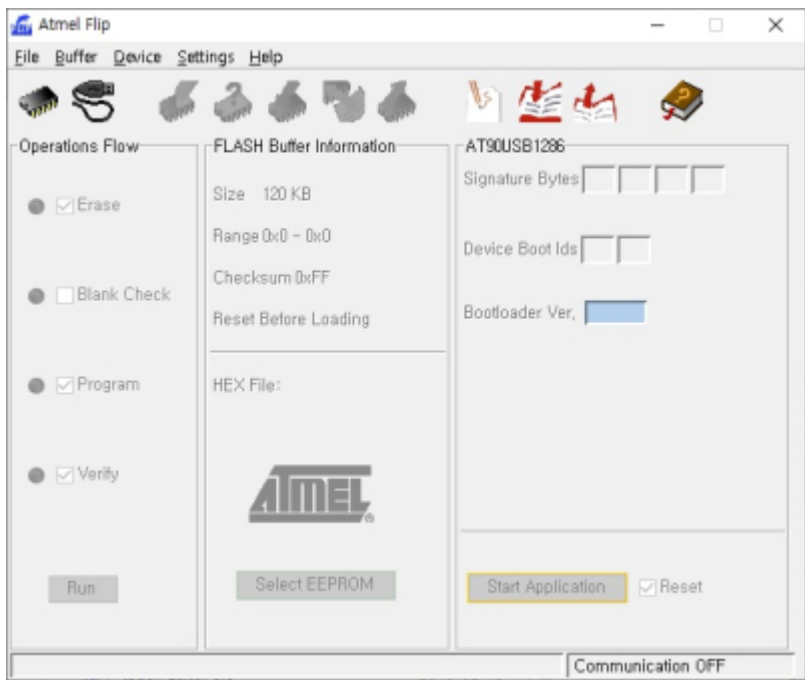 Atmel Flip
File Buffer Device Settings Help
Operations Flow
Erase
Blank Check
Program
Verify
Run
FLASH Buffer Information
Size 120 KB
Range 0x0 - 0x0
Checksum 0xFF
Reset Before Loading
HEX File:
ATMEL
Select EEPROM
AT90USB1286
Signature Bytes
Device Boot Ids
Bootloader Ver,
Start Application
Reset
Communication OFF